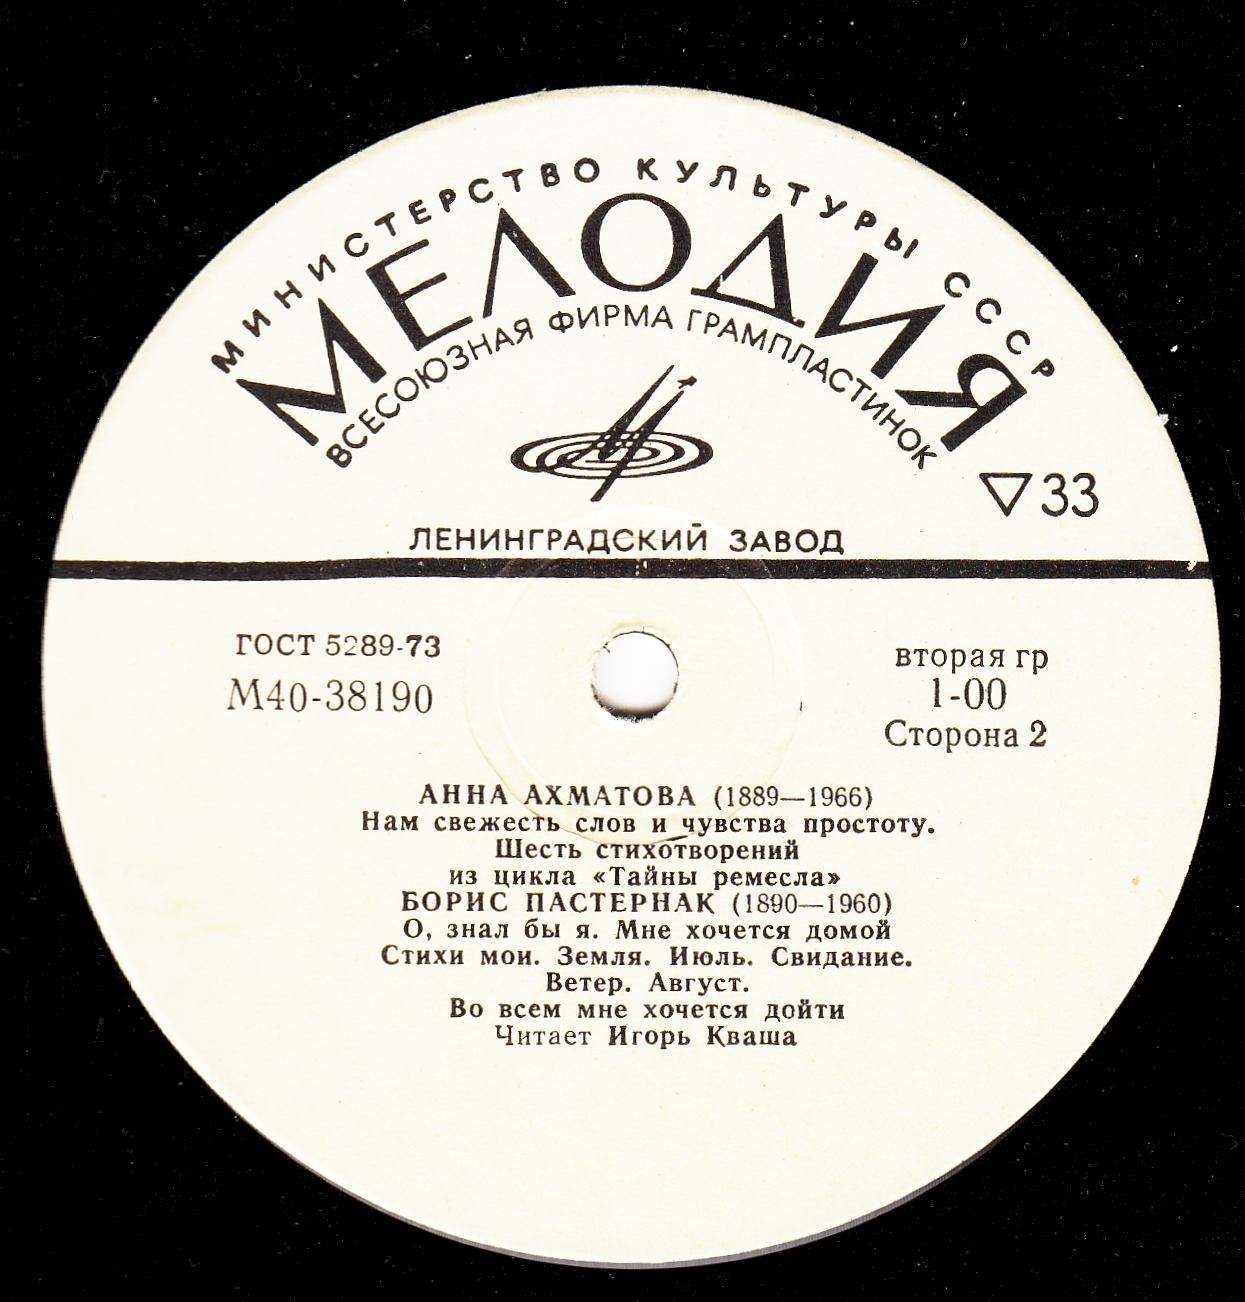 МИНИСТЕРСТВО КУЛЬТУРЫ СССР
МЕЛОДИЯ
ВСЕСОЮЗНАЯ ФИРМА ГРАМПЛАСТИНОК
33
ЛЕНИНГРАДСКИЙ ЗАВОД
ГОСТ 5289-73
М40-38190
вторая гр
1-00
Сторона 2
АННА АХМАТОВА (1889—1966)
Нам свежесть слов и чувства простоту.
Шесть стихотворений
из цикла «Тайны ремесла»
БОРИС ПАСТЕРНАК (1890—1960)
О, знал бы я. Мне хочется домой
Стихи мои. Земля. Июль. Свидание.
Ветер. Август.
Во всем мне хочется дойти
Читает Игорь Кваша